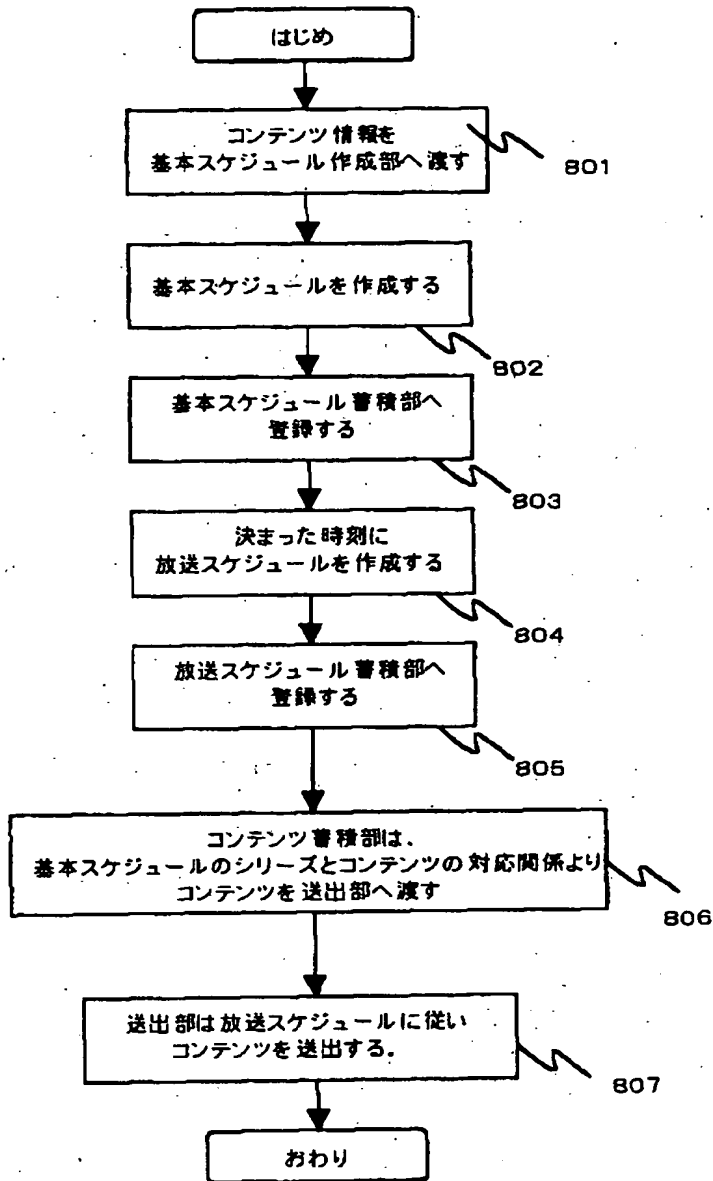 はじめ
コンテンツ情報を
基本スケジュール作成部へ渡す
801
基本スケジュールを作成する
802
基本スケジュール蓄積部へ
登録する
803
決まった時刻に
放送スケジュールを作成する
804
放送スケジュール蓄積部へ
登録する
805
コンテンツ蓄積部は、
基本スケジュールのシリーズとコンテンツの対応関係より
コンテンツを送出部へ渡す
806
送出部は放送スケジュールに従い
コンテンツを送出する。
807
おわり